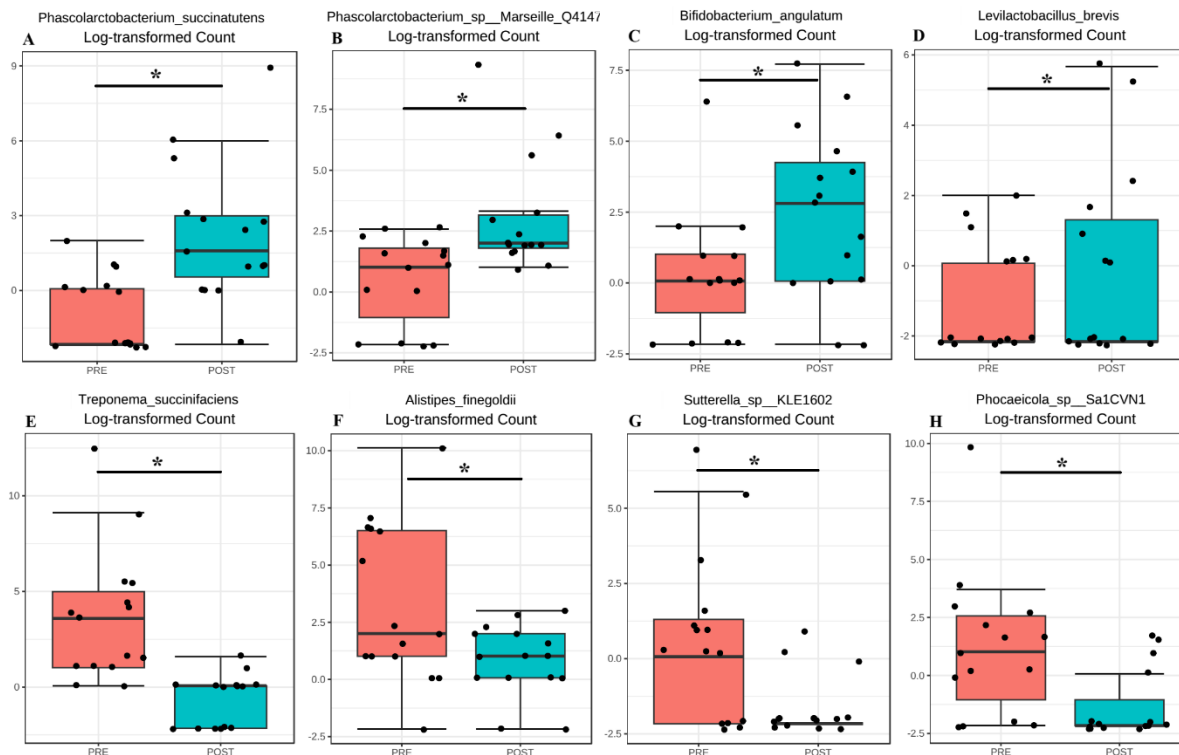 Phascolarctobacterium_succinatutens
A
Log-transformed Count
*
9
6
3
0
PRE
POST
Phascolarctobacterium_sp__Marseille_Q4147
B
Log-transformed Count
*
7.5
5.0
2.5
0.0
-2.5
PRE
POST
Bifidobacterium_angulatum
C
Log-transformed Count
*
7.5
5.0
2.5
0.0
-2.5
PRE
POST
Levilactobacillus_brevis
D
Log-transformed Count
*
6
4
2
0
-2
PRE
POST
Treponema_succinifaciens
E
Log-transformed Count
*
10
5
0
PRE
POST
Alistipes_finegoldii
F
Log-transformed Count
*
10.0
7.5
5.0
2.5
0.0
-2.5
PRE
POST
Sutterella_sp__KLE1602
G
Log-transformed Count
*
5.0
2.5
0.0
-2.5
PRE
POST
Phocaeicola_sp__Sa1CVN1
H
Log-transformed Count
*
10.0
7.5
5.0
2.5
0.0
-2.5
PRE
POST